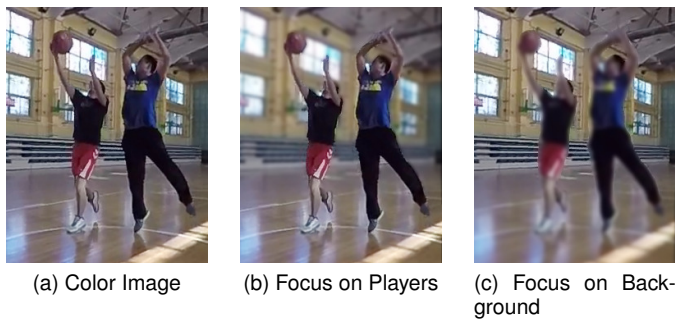 (a) Color Image
(b) Focus on Players
(c) Focus on Back-
ground